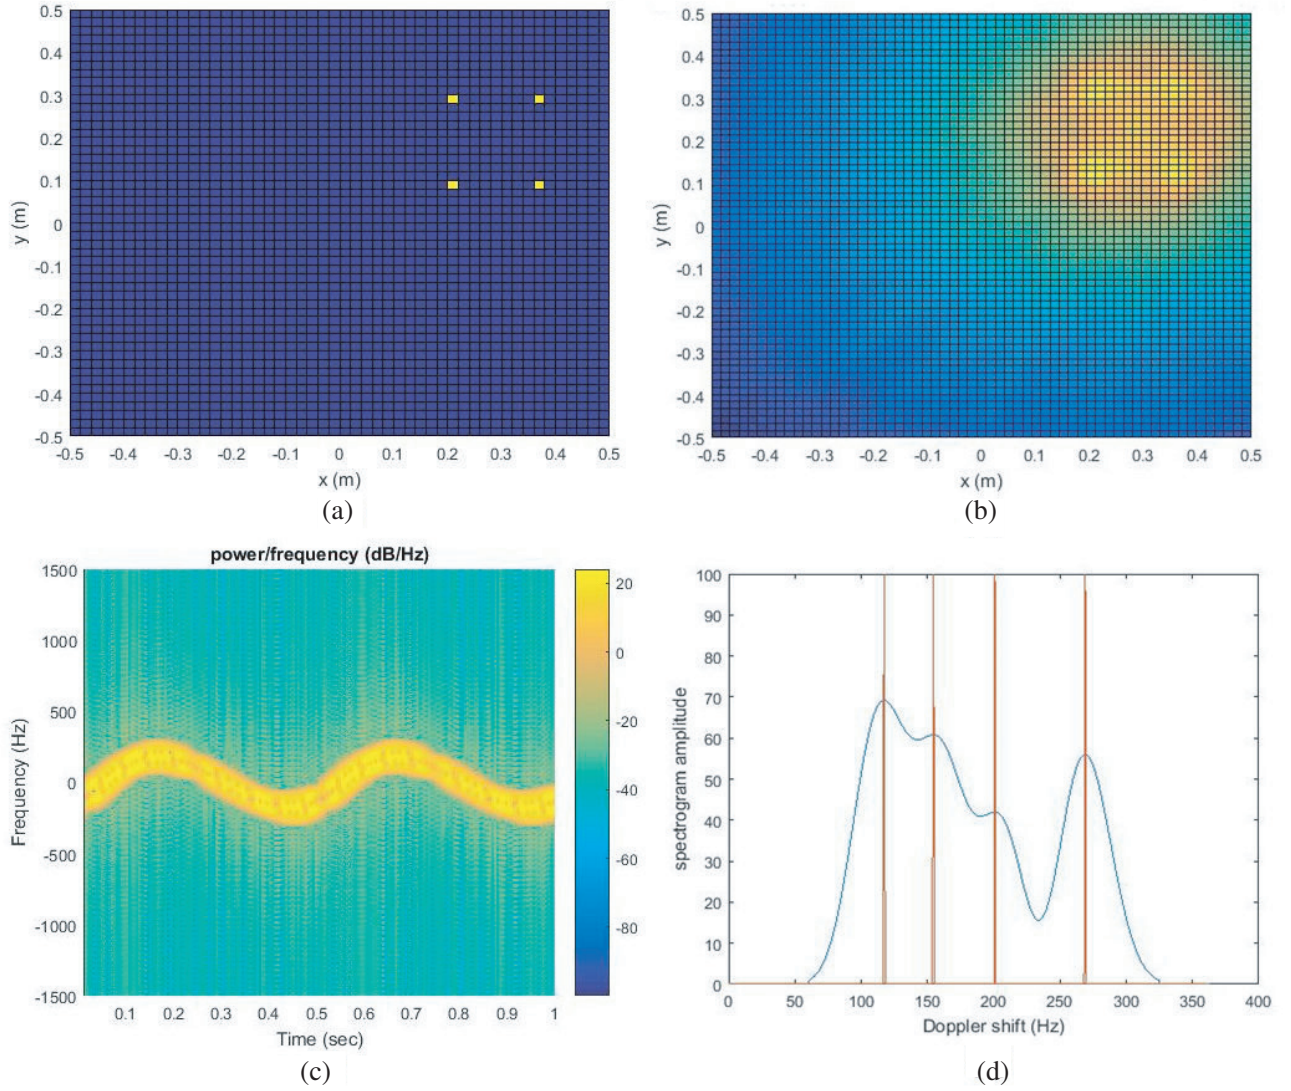 0.5
0.4
0.3
0.2
0.1
0
-0.1
-0.2
-0.3
-0.4
-0.5
y (m)
-0.5 -0.4 -0.3 -0.2 -0.1 0 0.1 0.2 0.3 0.4 0.5
x (m)
(a)
0.5
0.4
0.3
0.2
0.1
0
-0.1
-0.2
-0.3
-0.4
-0.5
y (m)
-0.5 -0.4 -0.3 -0.2 -0.1 0 0.1 0.2 0.3 0.4 0.5
x (m)
(b)
power/frequency (dB/Hz)
1500
1000
500
0
-500
-1000
-1500
Frequency (Hz)
0.1 0.2 0.3 0.4 0.5 0.6 0.7 0.8 0.9 1
Time (sec)
20
0
-20
-40
-60
-80
(c)
100
90
80
70
60
50
40
30
20
10
0
spectrogram amplitude
0 50 100 150 200 250 300 350 400
Doppler shift (Hz)
(d)